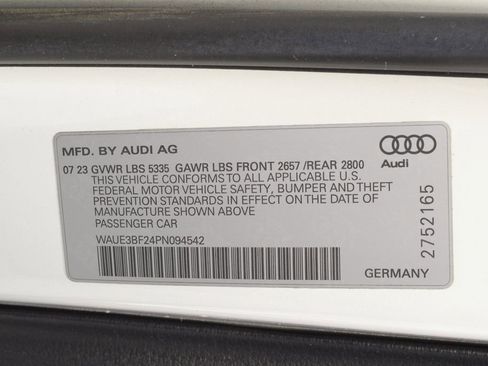 MFD. BY AUDI AG
Audi
07 23 GVWR LBS 5335 GAWR LBS FRONT 2657 /REAR 2800
THIS VEHICLE CONFORMS TO ALL APPLICABLE U.S.
FEDERAL MOTOR VEHICLE SAFETY, BUMPER AND THEFT
PREVENTION STANDARDS IN EFFECT ON THE DATE OF
MANUFACTURE SHOWN ABOVE
PASSENGER CAR
WAUE3BF24PN094542
GERMANY
2752165